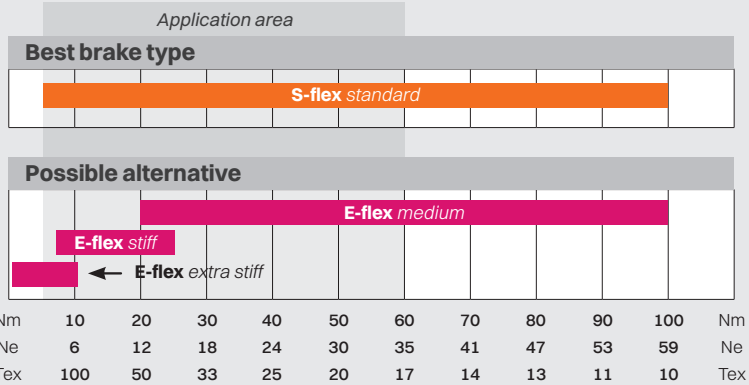 Application area
Best brake type
S-flex standard
Possible alternative
E-flex medium
E-flex stiff
E-flex extra stiff
Nm 10 20 30 40 50 60 70 80 90 100 Nm
Ne 6 12 18 24 30 35 41 47 53 59 Ne
Tex 100 50 33 25 20 17 14 13 11 10 Tex